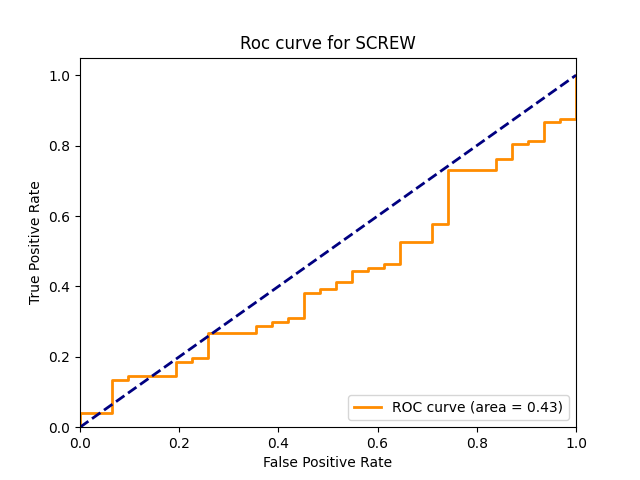 Roc curve for SCREW
True Positive Rate
1.0
0.8
0.6
0.4
0.2
0.0
ROC curve (area = 0.43)
0.0 0.2 0.4 0.6 0.8 1.0
False Positive Rate